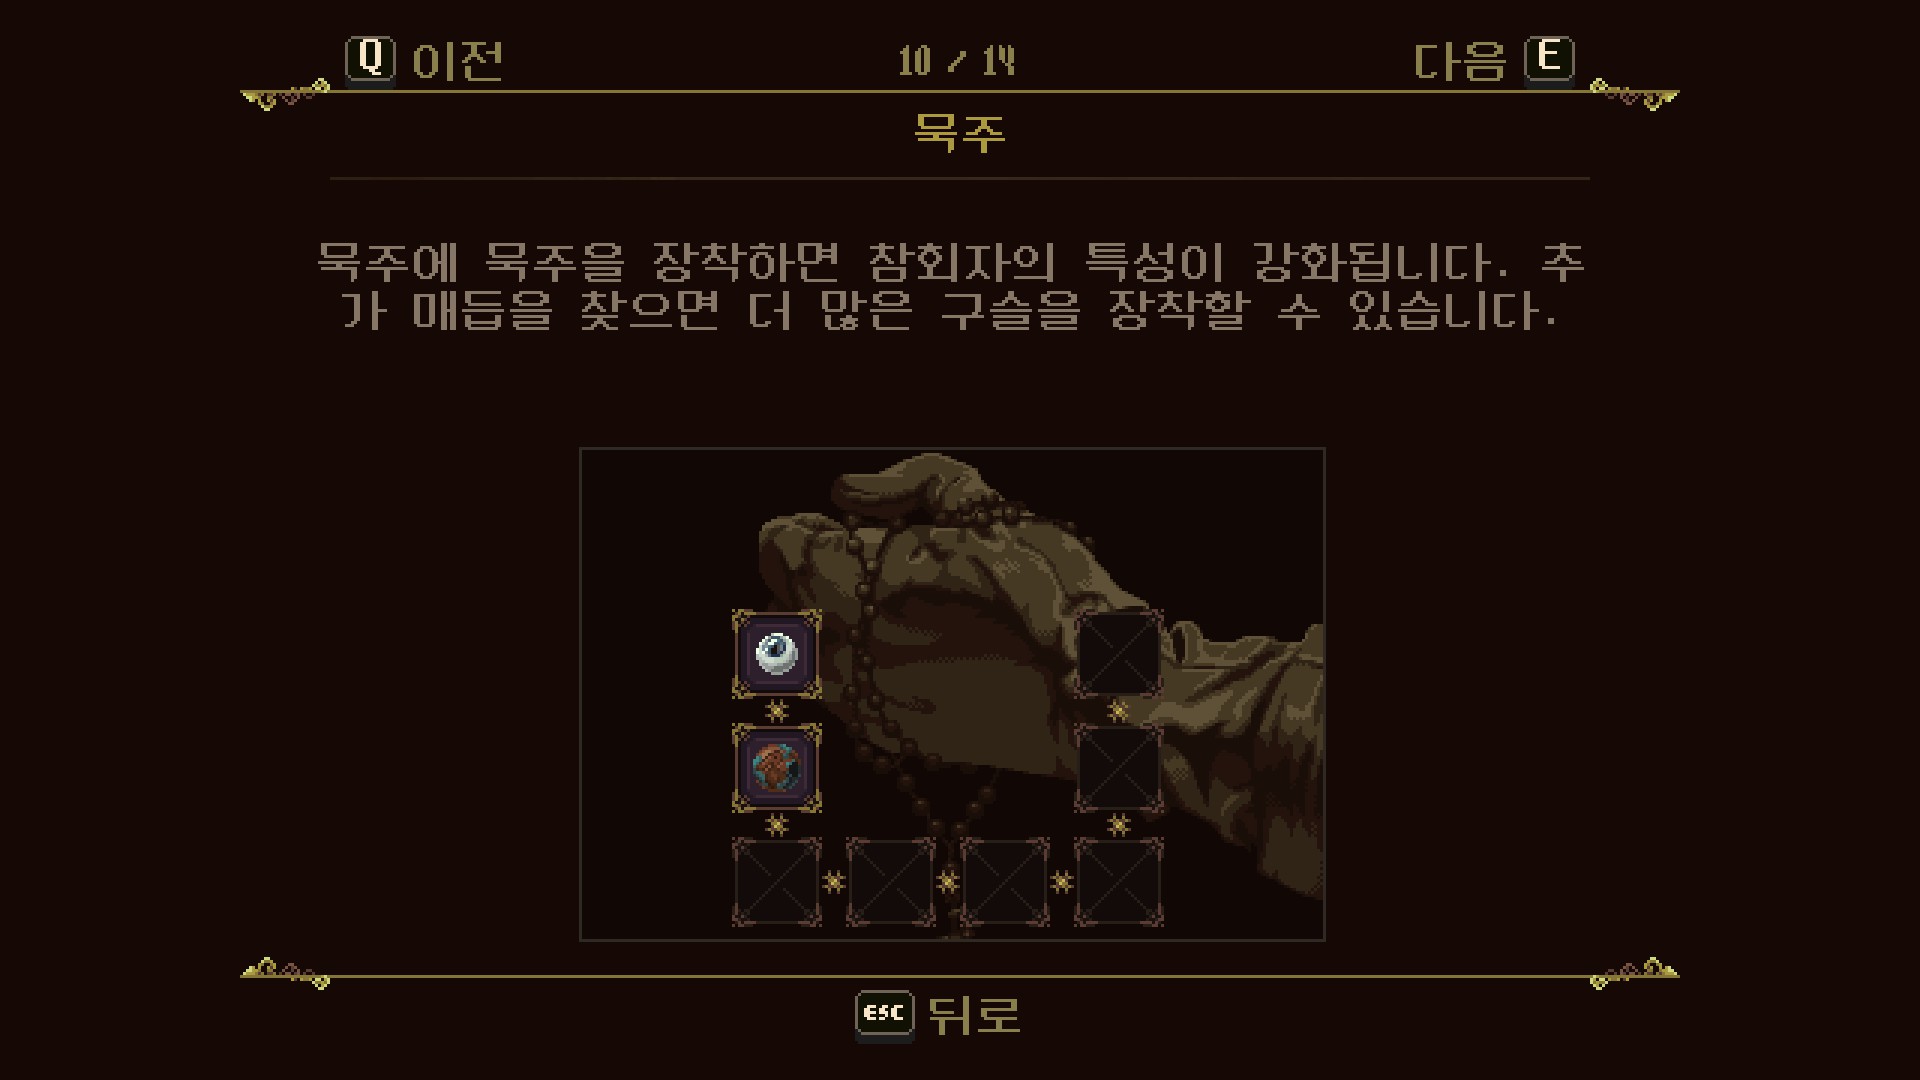 Q 이전
10 / 14
다음 E
묵주
묵주에 묵주을 장착하면 참회자의 특성이 강화됩니다. 추
가 매듭을 찾으면 더 많은 구슬을 장착할 수 있습니다.
ESC 뒤로